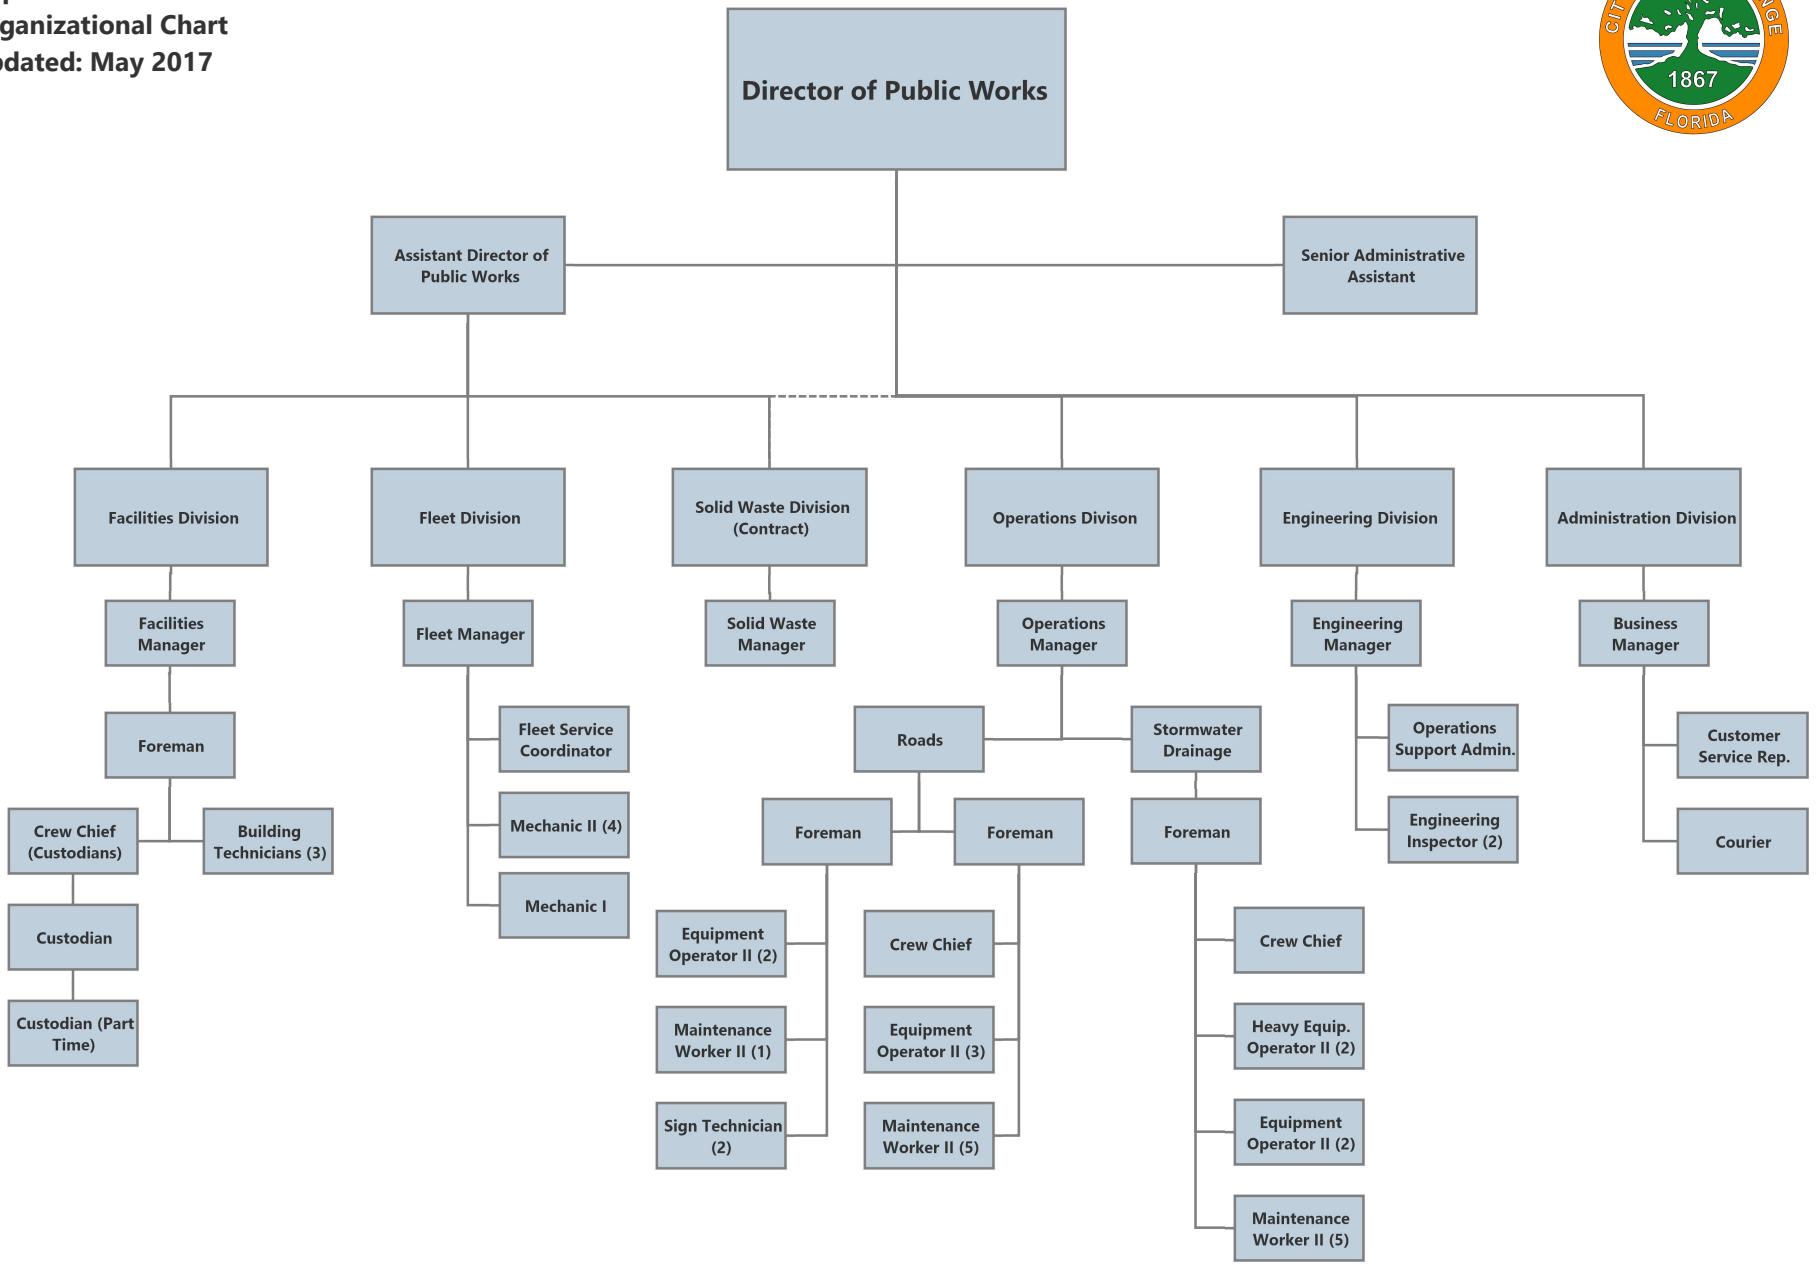 ganizational Chart
dated: May 2017
Director of Public Works
1867
FLORIDA
Assistant Director of
Public Works
Senior Administrative
Assistant
Facilities Division
Fleet Division
Solid Waste Division
(Contract)
Operations Divison
Engineering Division
Administration Division
Facilities
Manager
Fleet Manager
Solid Waste
Manager
Operations
Manager
Engineering
Manager
Business
Manager
Foreman
Fleet Service
Coordinator
Roads
Stormwater
Drainage
Operations
Support Admin.
Customer
Service Rep.
Crew Chief
(Custodians)
Building
Technicians (3)
Mechanic II (4)
Foreman
Foreman
Foreman
Engineering
Inspector (2)
Courier
Custodian
Mechanic I
Equipment
Operator II (2)
Crew Chief
Crew Chief
Custodian (Part
Time)
Maintenance
Worker II (1)
Equipment
Operator II (3)
Heavy Equip.
Operator II (2)
Sign Technician
(2)
Maintenance
Worker II (5)
Equipment
Operator II (2)
Maintenance
Worker II (5)